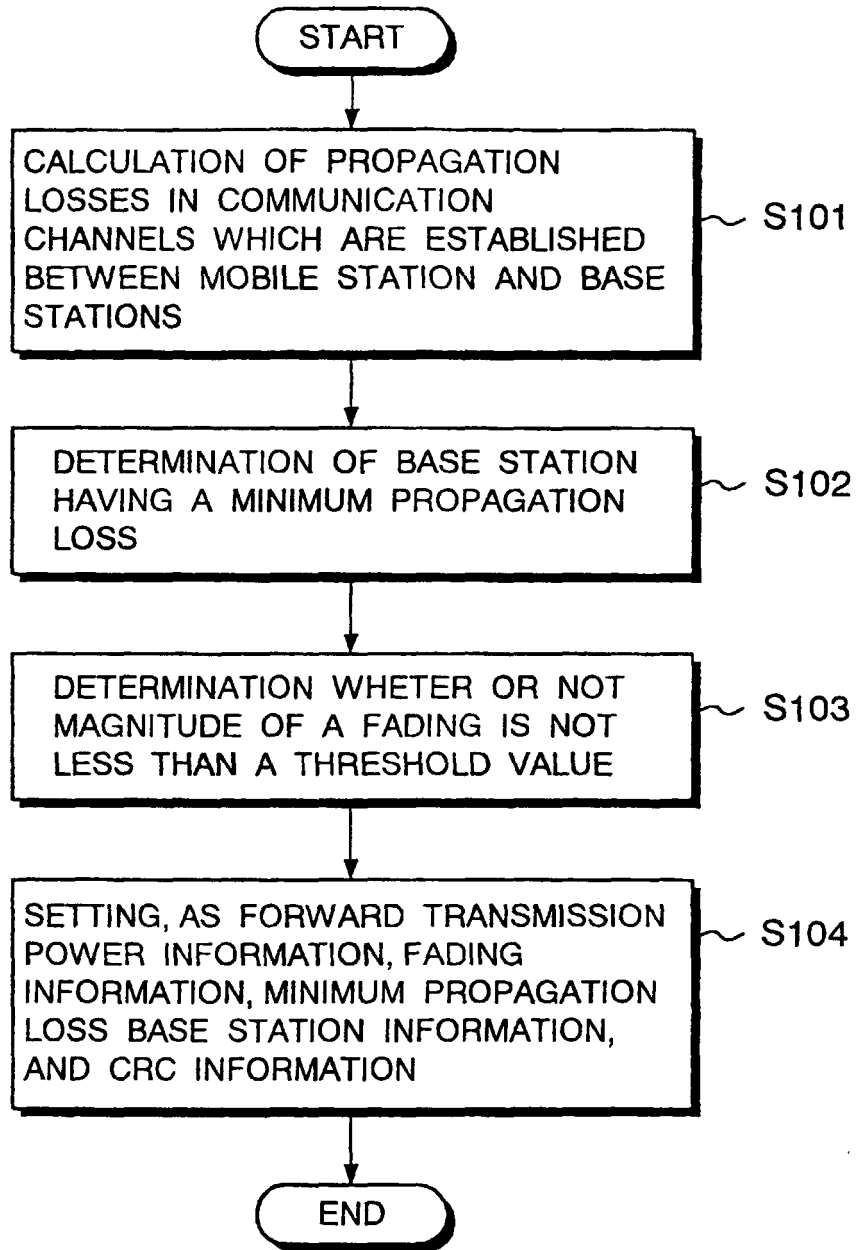 START
CALCULATION OF PROPAGATION
LOSSES IN COMMUNICATION
CHANNELS WHICH ARE ESTABLISHED
BETWEEN MOBILE STATION AND BASE
STATIONS
S101
DETERMINATION OF BASE STATION
HAVING A MINIMUM PROPAGATION
LOSS
S102
DETERMINATION WHETER OR NOT
MAGNITUDE OF A FADING IS NOT
LESS THAN A THRESHOLD VALUE
S103
SETTING, AS FORWARD TRANSMISSION
POWER INFORMATION, FADING
INFORMATION, MINIMUM PROPAGATION
LOSS BASE STATION INFORMATION,
AND CRC INFORMATION
S104
END